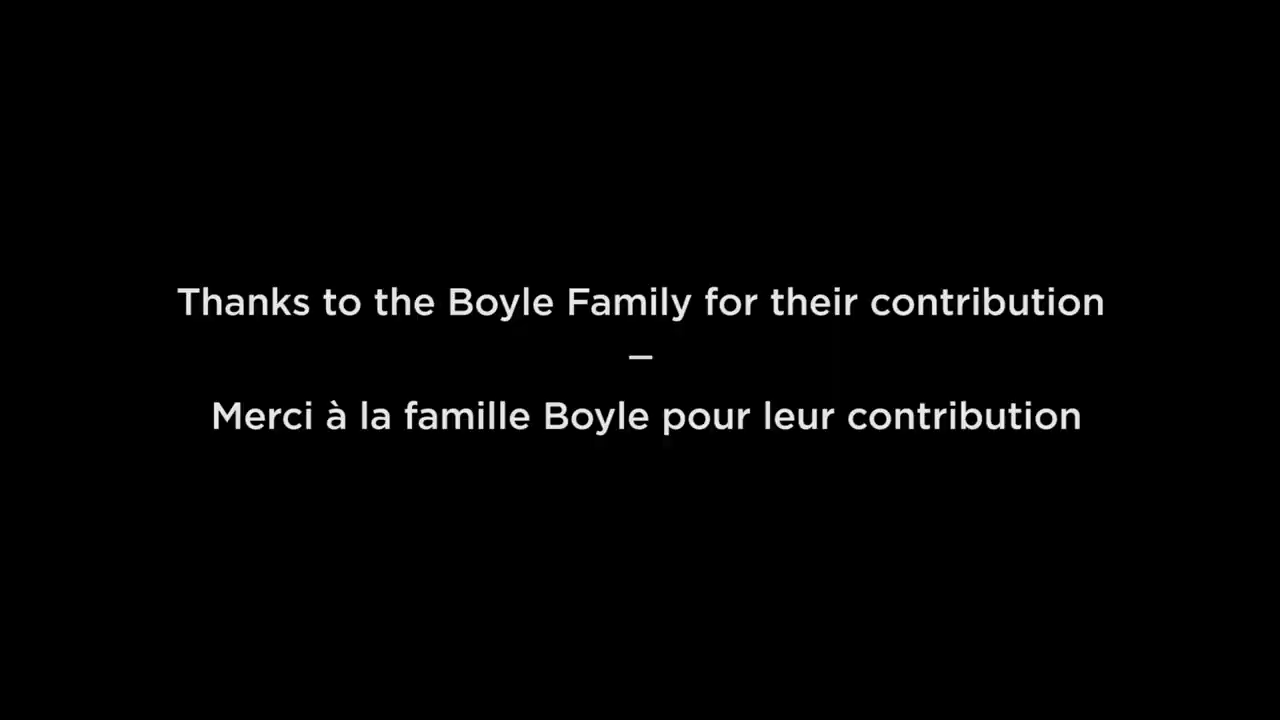 Thanks to the Boyle Family for their contribution
–
Merci à la famille Boyle pour leur contribution